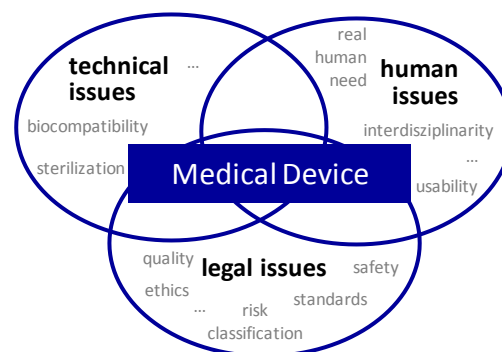 technical
issues
...
biocompatibility
sterilization
real
human
need
human
issues
interdisciplinarity
...
usability
Medical Device
quality
legal issues
safety
ethics
...
risk
standards
classification